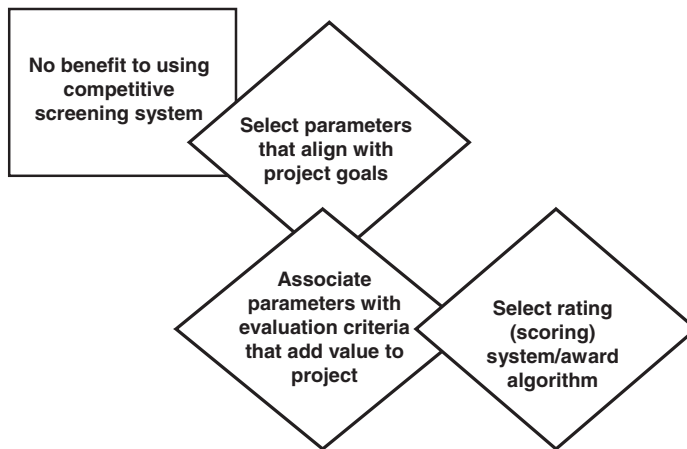 No benefit to using
competitive
screening system
Select parameters
that align with
project goals
Associate
parameters with
evaluation criteria
that add value to
project
Select rating
(scoring)
system/award
algorithm